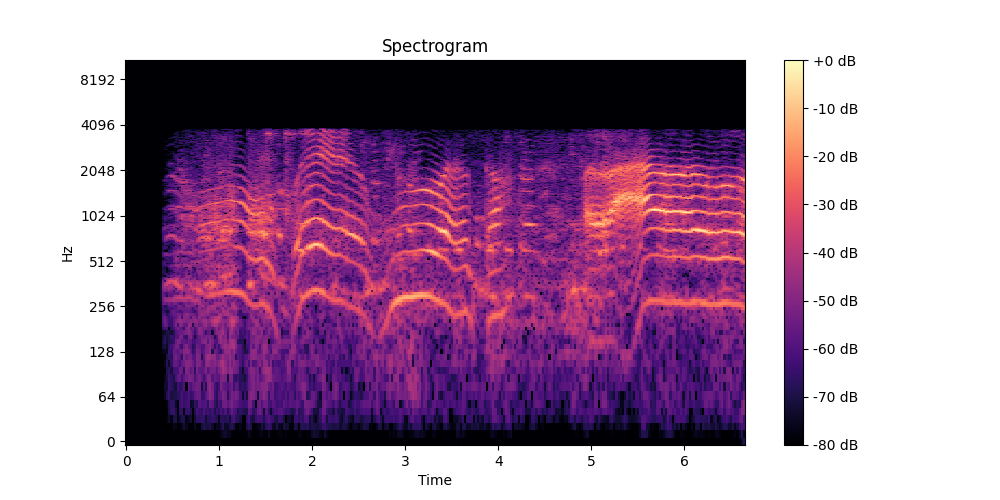 Spectrogram
8192
4096
2048
1024
512
256
128
64
0
Hz
0 1 2 3 4 5 6
Time
+0 dB
-10 dB
-20 dB
-30 dB
-40 dB
-50 dB
-60 dB
-70 dB
-80 dB